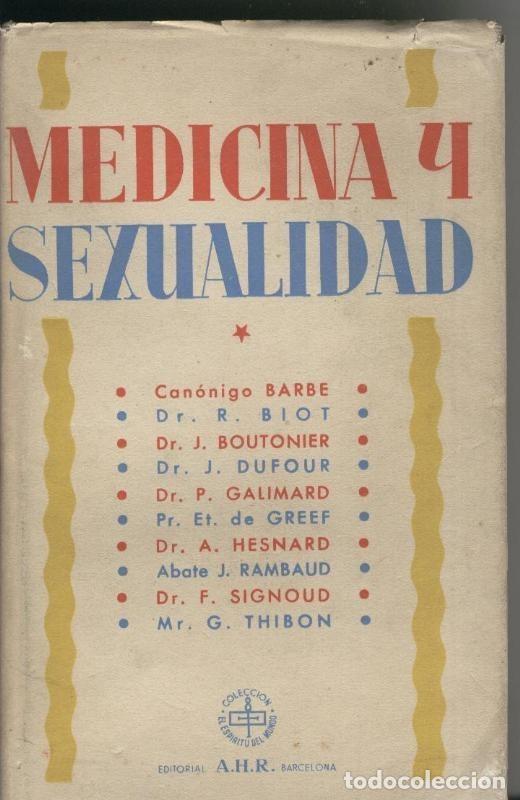 MEDICINA Y
SEXUALIDAD
★
• Canónigo BARBE •
• Dr. R. BIOT •
• Dr. J. BOUTONIER •
• Dr. J. DUFOUR •
• Dr. P. GALIMARD •
• Pr. Et. de GREEF •
• Dr. A. HESNARD •
• Abate J. RAMBAUD •
• Dr. F. SIGNOUD •
• Mr. G. THIBON •
COLECCION
EL ESPIRITU DEL MUNDO
EDITORIAL A.H.R. BARCELONA
todocoleccion